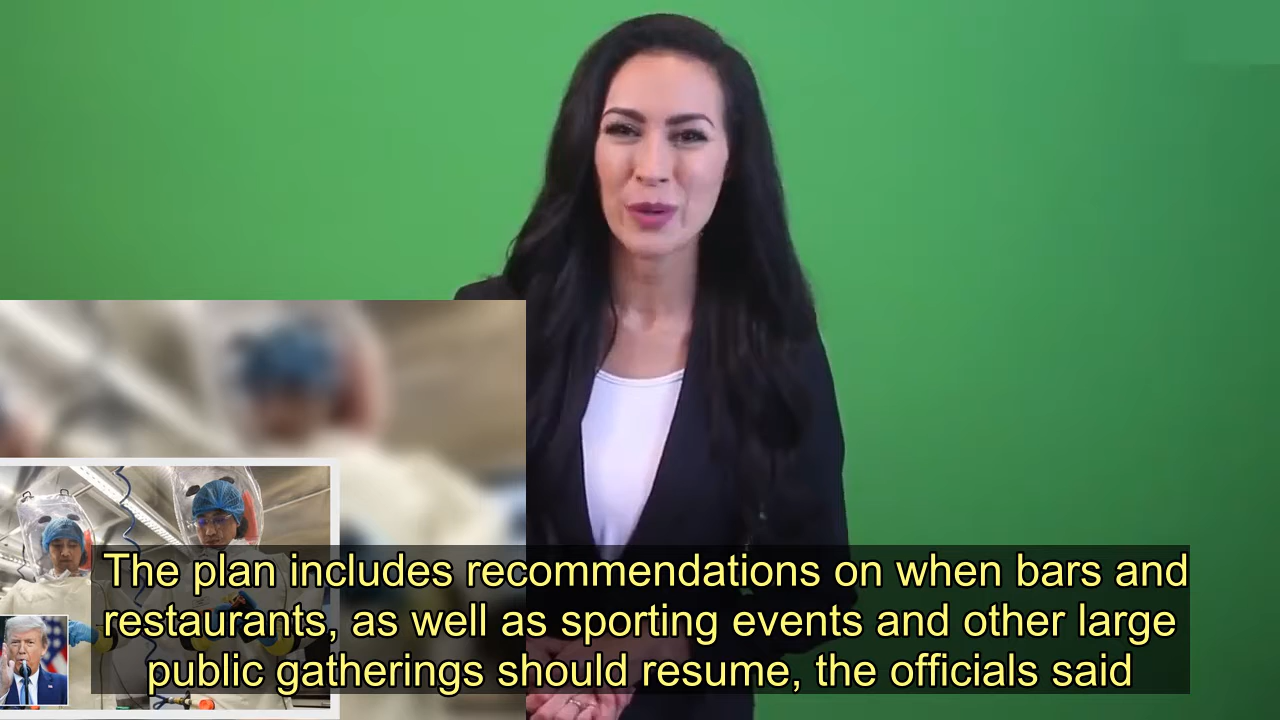 The plan includes recommendations on when bars and
restaurants, as well as sporting events and other large
public gatherings should resume, the officials said